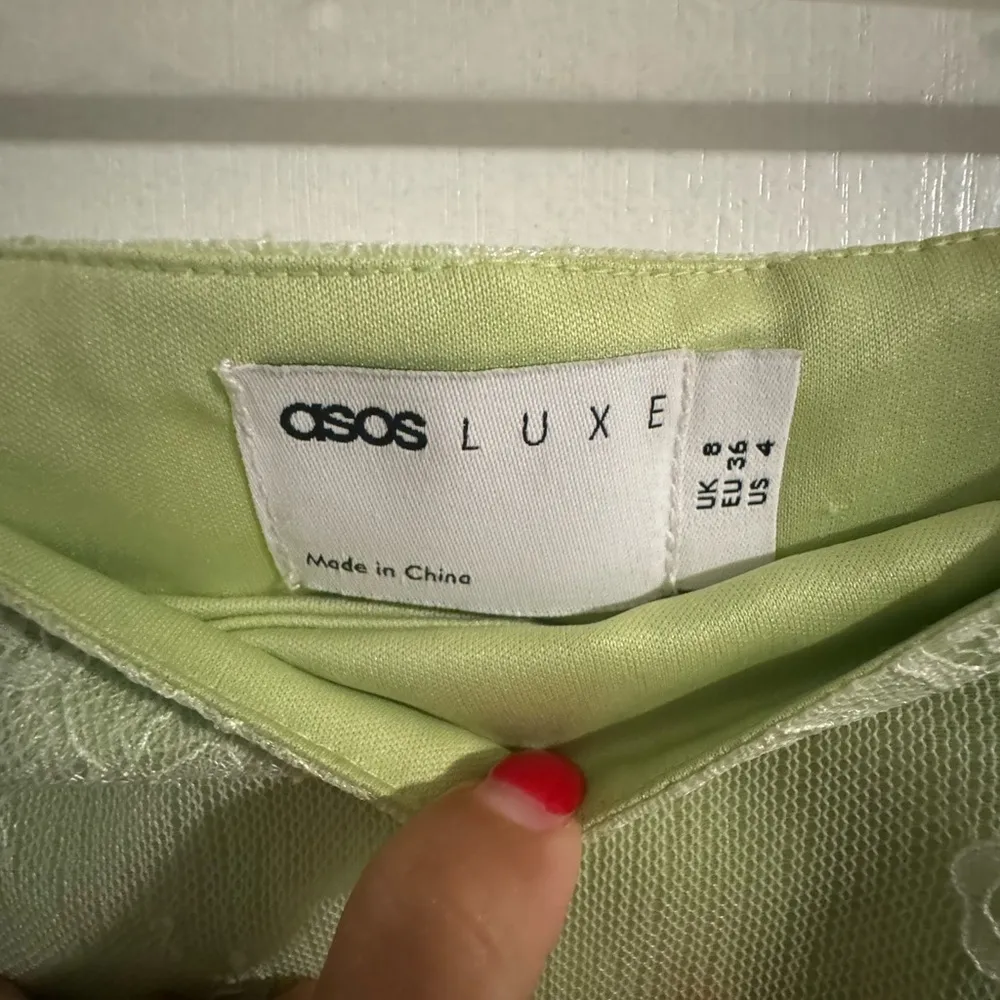 asos LUXE
Made in China
UK 8
EU 36
US 4